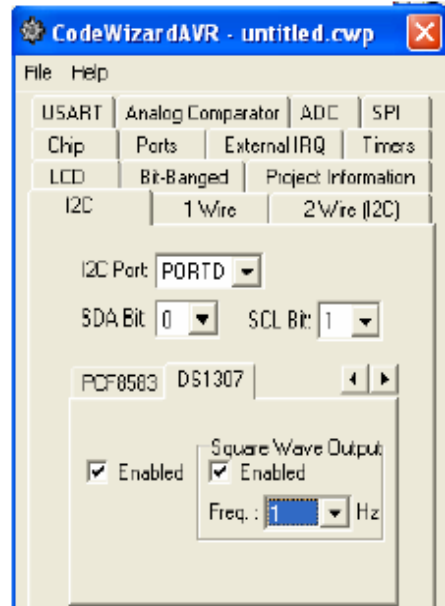 CodeWizardAVR - untitled.cwp
File Help
USART Analog Comparator ADC SPI
Chip Ports External IRQ Timers
LCD Bit-Banged Project Information
I2C 1 Wire 2 Wire (I2C)
I2C Port: PORTD
SDA Bit: 0 SCL Bit: 1
PCF8583 DS1307
Square Wave Output
Enabled Enabled
Freq. : 1 Hz